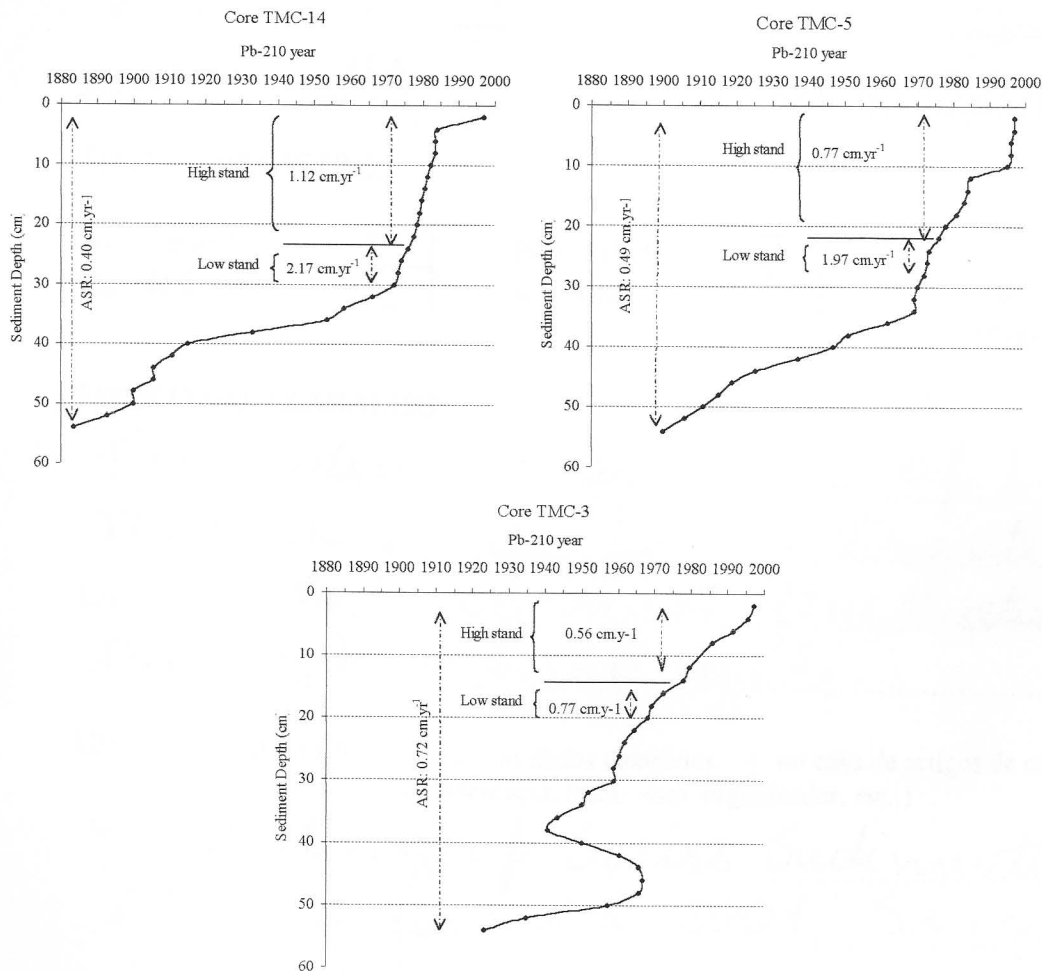 Core TMC-14
Pb-210 year
1880 1890 1900 1910 1920 1930 1940 1950 1960 1970 1980 1990 2000
0
10
20
30
40
50
60
Sediment Depth (cm)
ASR: 0.40 cm.yr-1
High stand
1.12 cm.yr-1
Low stand
2.17 cm.yr-1
Core TMC-5
Pb-210 year
1880 1890 1900 1910 1920 1930 1940 1950 1960 1970 1980 1990 2000
0
10
20
30
40
50
60
Sediment Depth (cm)
ASR: 0.49 cm.yr-1
High stand
0.77 cm.yr-1
Low stand
1.97 cm.yr-1
Core TMC-3
Pb-210 year
1880 1890 1900 1910 1920 1930 1940 1950 1960 1970 1980 1990 2000
0
10
20
30
40
50
60
Sediment Depth (cm)
ASR: 0.72 cm.yr-1
High stand
0.56 cm.y-1
Low stand
0.77 cm.y-1